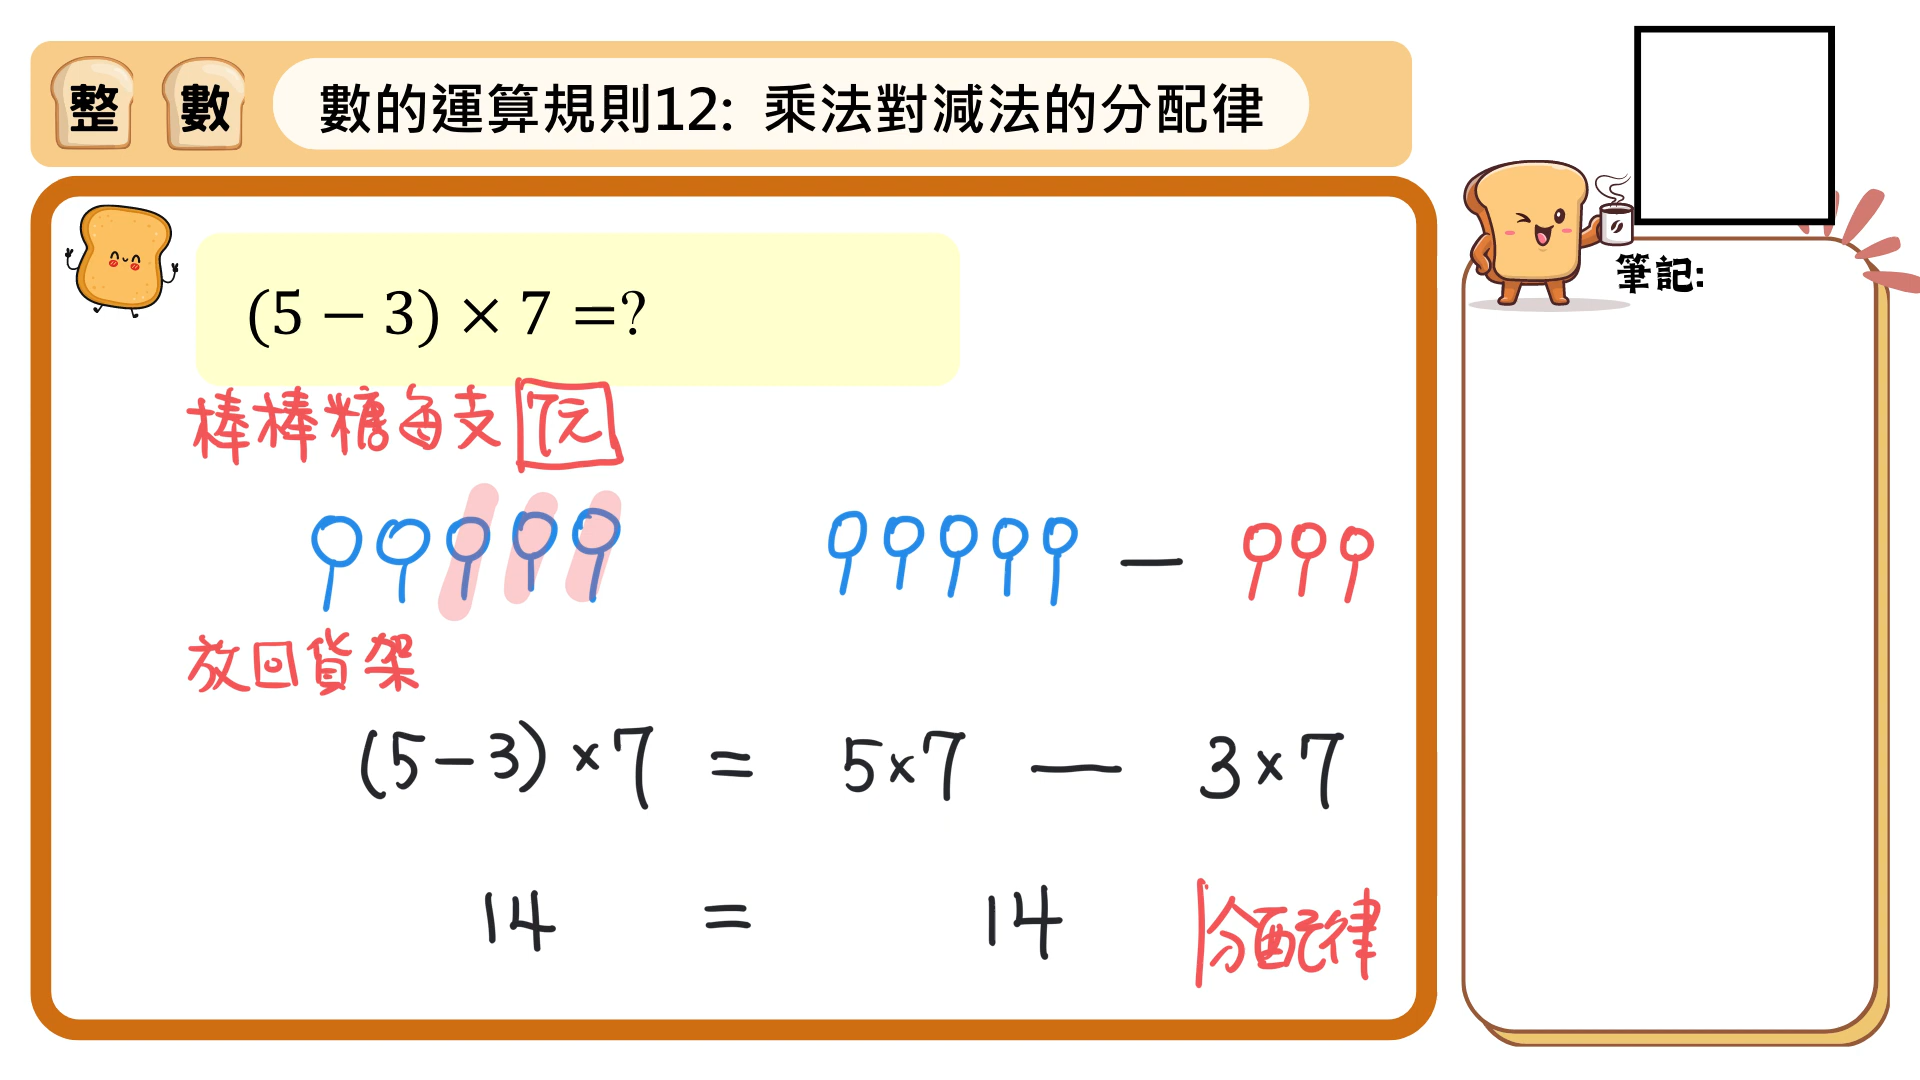 整數 數的運算規則12: 乘法對減法的分配律
筆記:
(5 − 3) × 7 =?
棒棒糖每支 7元
—
放回貨架
(5-3)×7 = 5×7 — 3×7
14 = 14
分配律